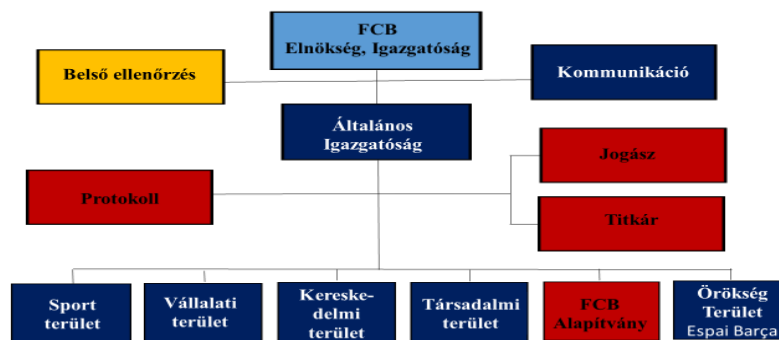 FCB
Elnökség, Igazgatóság
Belső ellenőrzés
Kommunikáció
Általános
Igazgatóság
Jogász
Protokoll
Titkár
Sport
terület
Vállalati
terület
Kereske-
delmi
terület
Társadalmi
terület
FCB
Alapítvány
Örökség
Terület
Espai Barça